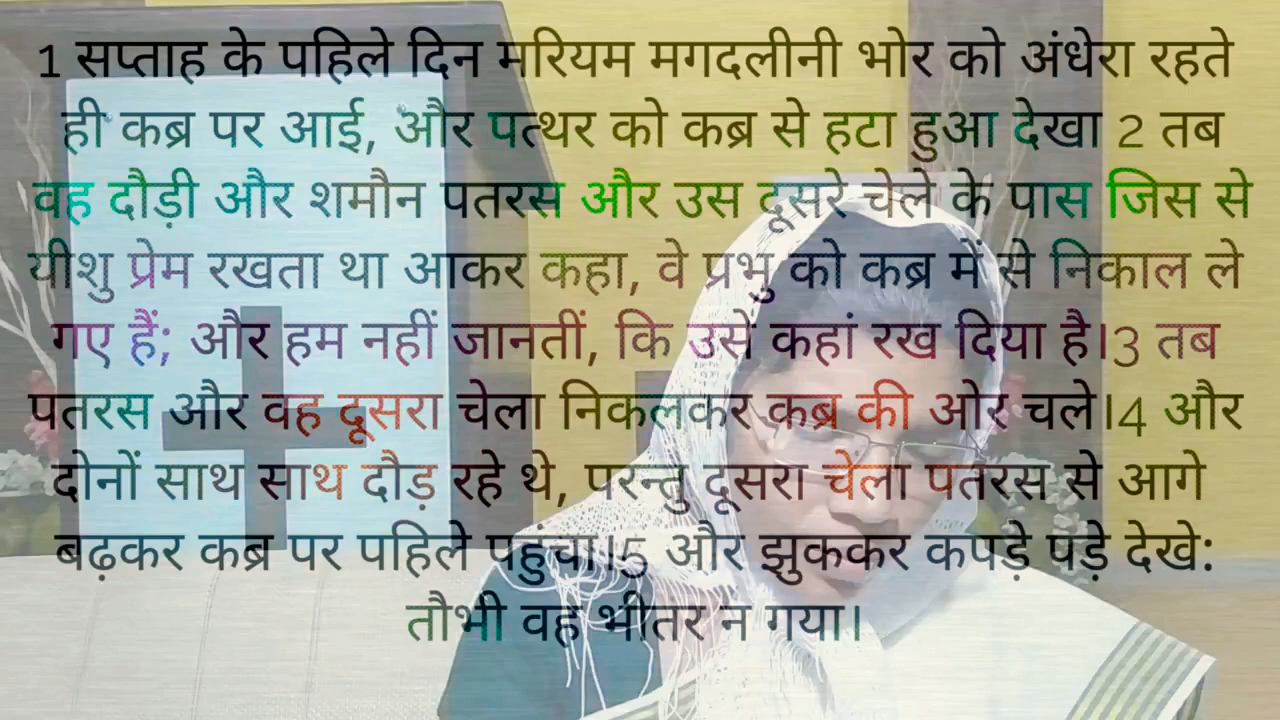 1 सप्ताह के पहिले दिन मरियम मगदलीनी भोर को अंधेरा रहते
ही कब्र पर आई, और पत्थर को कब्र से हटा हुआ देखा 2 तब
वह दौड़ी और शमौन पतरस और उस दूसरे चेले के पास जिस से
यीशु प्रेम रखता था आकर कहा, वे प्रभु को कब्र में से निकाल ले
गए हैं; और हम नहीं जानतीं, कि उसे कहां रख दिया है।3 तब
पतरस और वह दूसरा चेला निकलकर कब्र की ओर चले।4 और
दोनों साथ साथ दौड़ रहे थे, परन्तु दूसरा चेला पतरस से आगे
बढ़कर कब्र पर पहिले पहुंचा।5 और झुककर कपड़े पड़े देखे:
तौभी वह भीतर न गया।